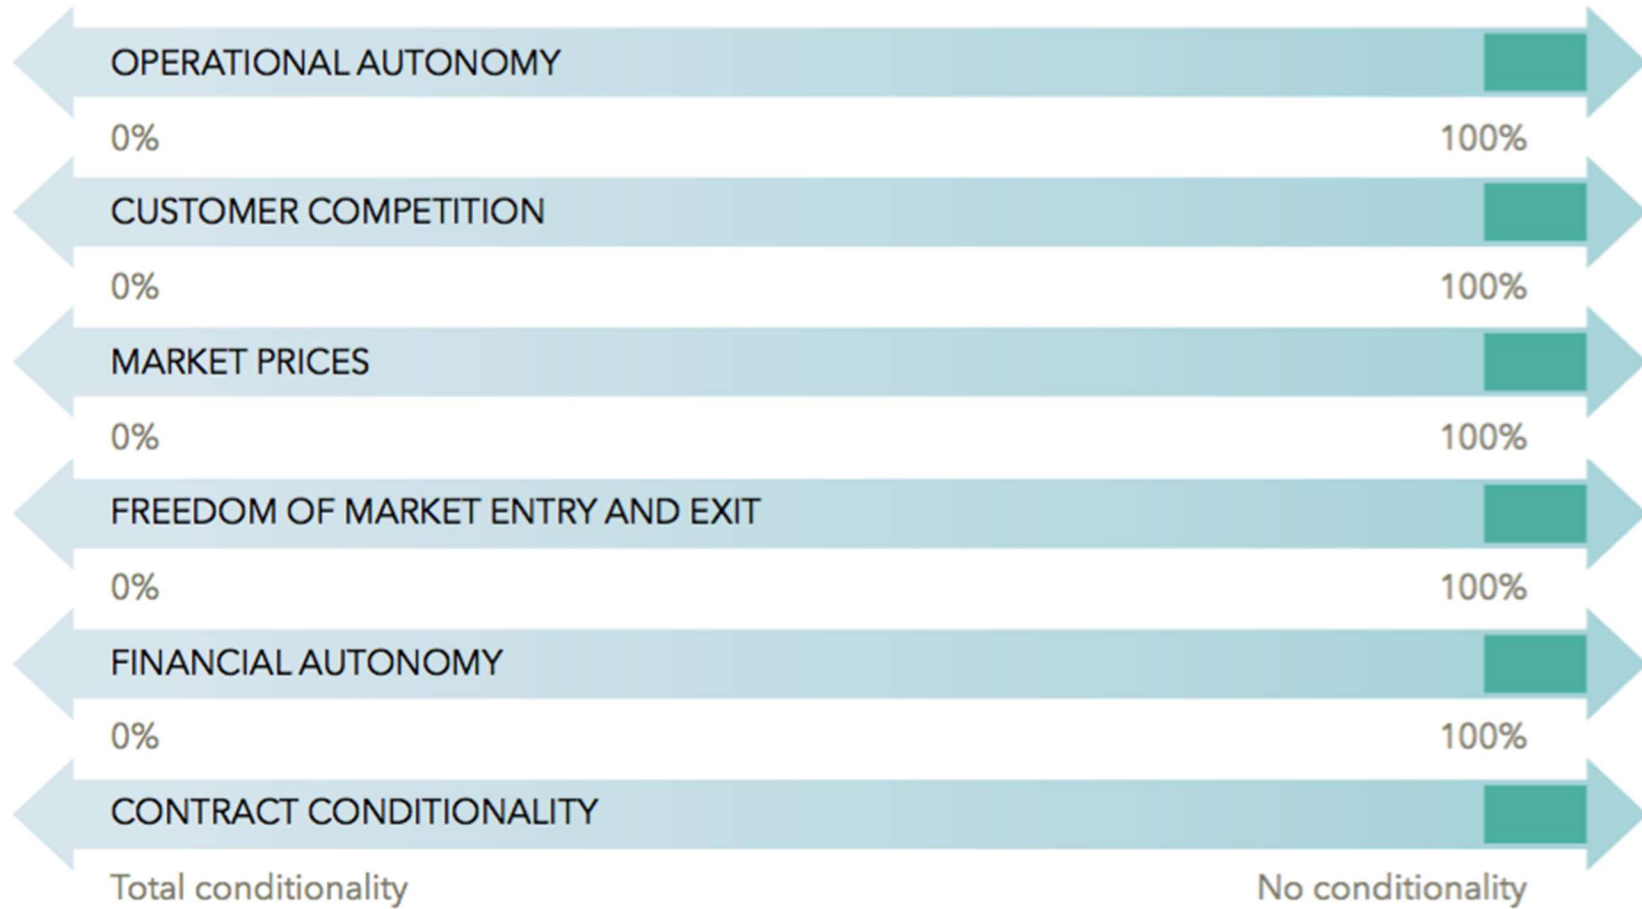 OPERATIONAL AUTONOMY
0% 100%
CUSTOMER COMPETITION
0% 100%
MARKET PRICES
0% 100%
FREEDOM OF MARKET ENTRY AND EXIT
0% 100%
FINANCIAL AUTONOMY
0% 100%
CONTRACT CONDITIONALITY
Total conditionality No conditionality